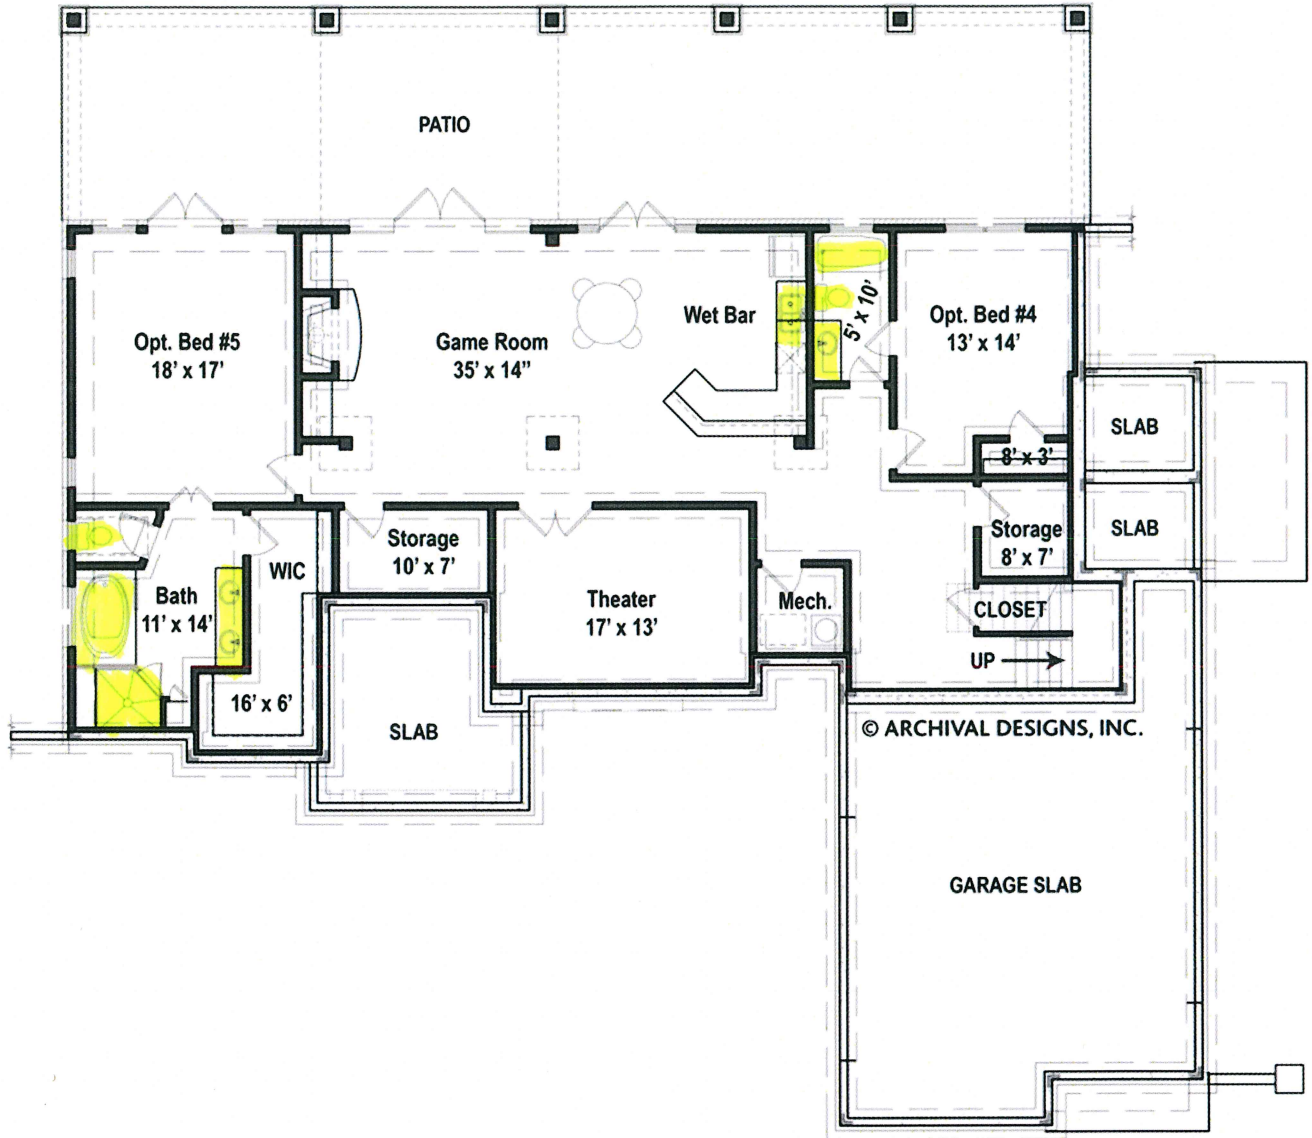 PATIO
Opt. Bed #5
18' x 17'
Game Room
35' x 14"
Wet Bar
5' x 10'
Opt. Bed #4
13' x 14'
8' x 3'
SLAB
SLAB
Storage
8' x 7'
Storage
10' x 7'
WIC
Bath
11' x 14'
16' x 6'
Theater
17' x 13'
Mech.
CLOSET
UP
SLAB
© ARCHIVAL DESIGNS, INC.
GARAGE SLAB